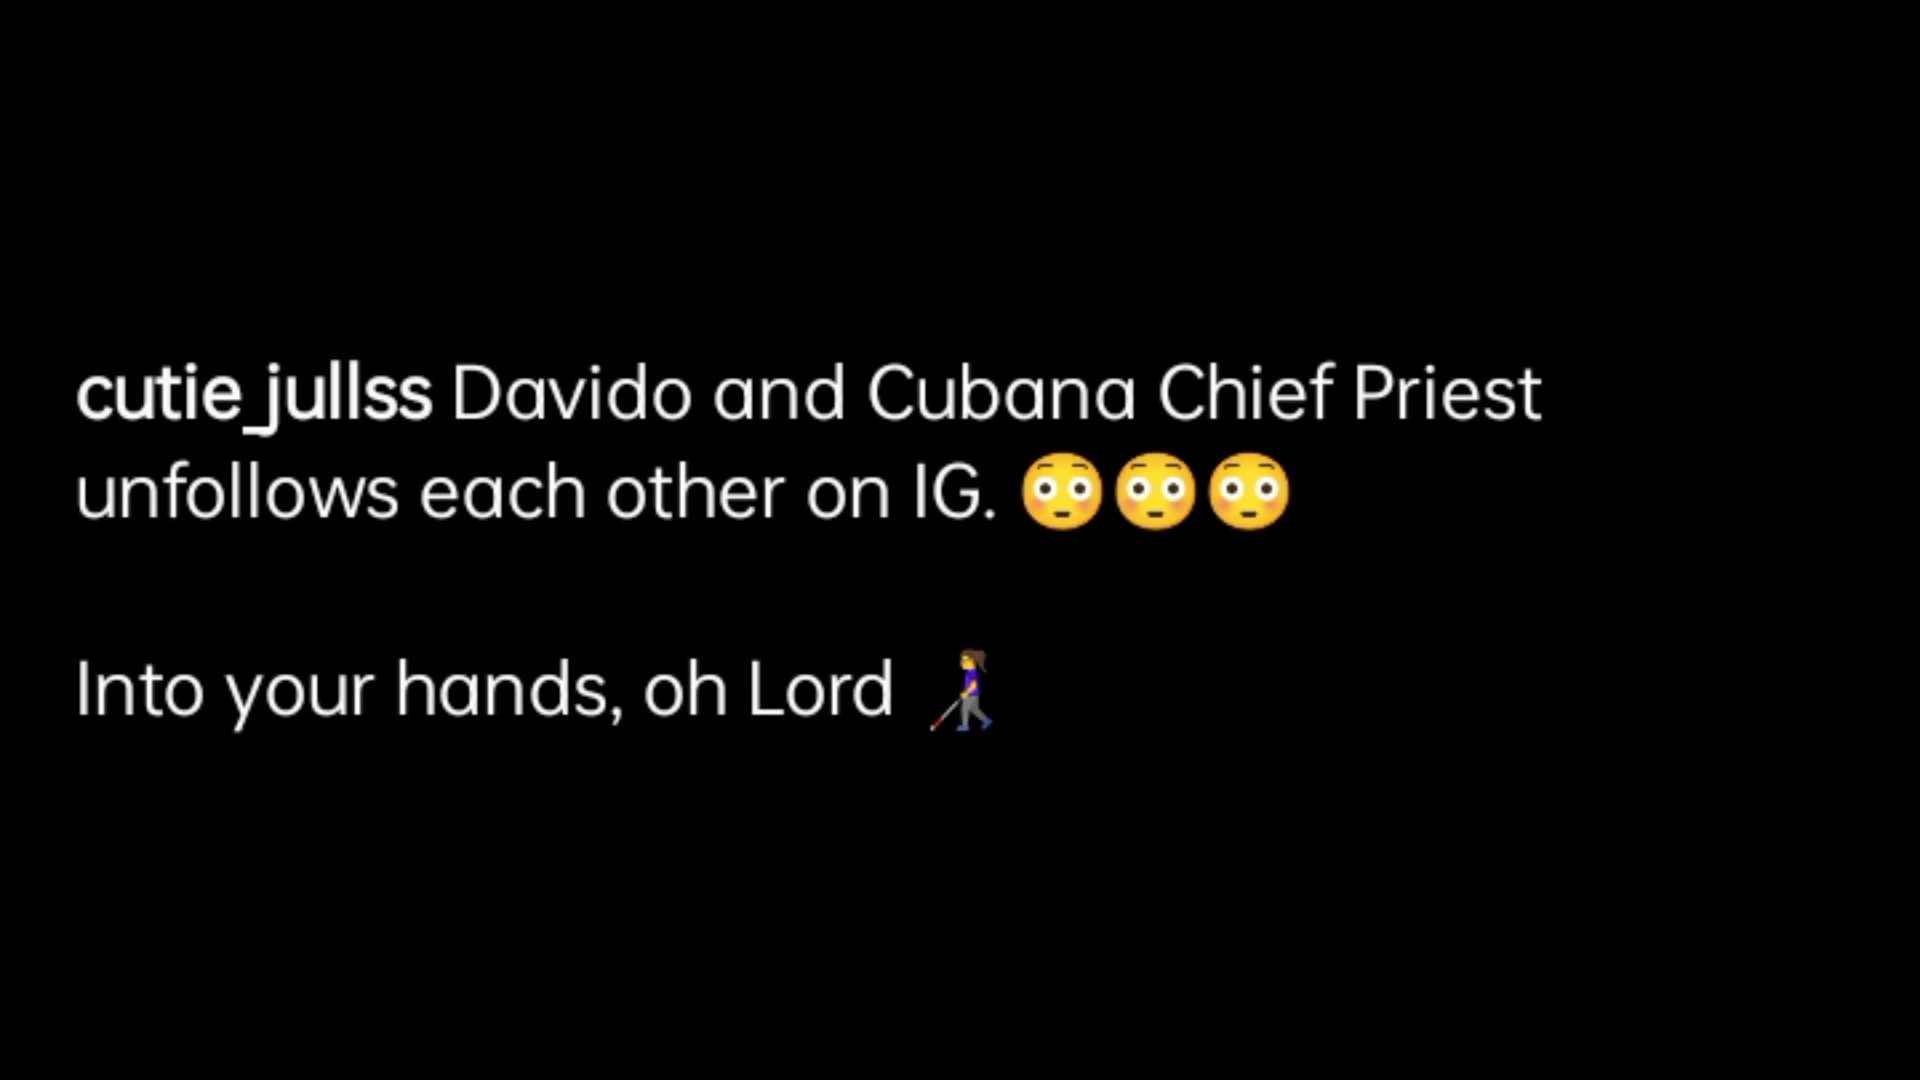 cutie_jullss Davido and Cubana Chief Priest
unfollows each other on IG. 😳😳😳
Into your hands, oh Lord 👩‍🦯